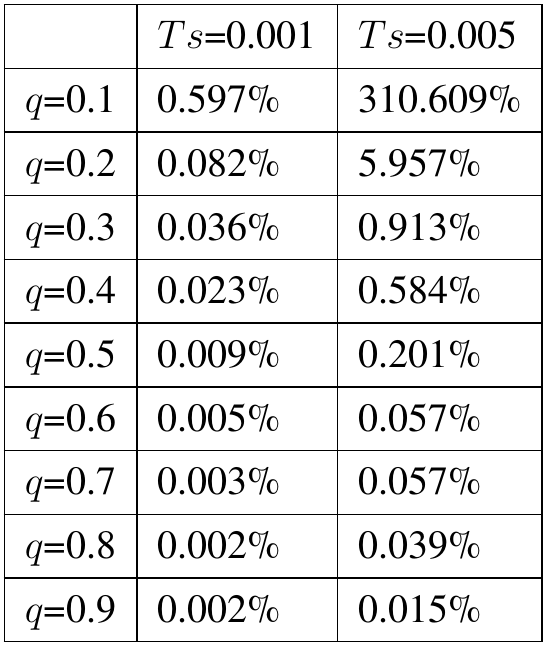 Ts=0.001 Ts=0.005
q=0.1 0.597% 310.609%
q=0.2 0.082% 5.957%
q=0.3 0.036% 0.913%
q=0.4 0.023% 0.584%
q=0.5 0.009% 0.201%
q=0.6 0.005% 0.057%
q=0.7 0.003% 0.057%
q=0.8 0.002% 0.039%
q=0.9 0.002% 0.015%